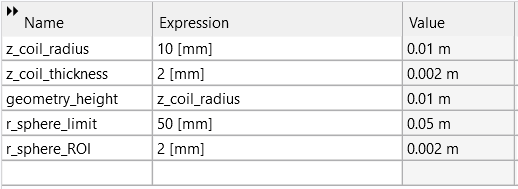 Name Expression Value
z_coil_radius 10 [mm] 0.01 m
z_coil_thickness 2 [mm] 0.002 m
geometry_height z_coil_radius 0.01 m
r_sphere_limit 50 [mm] 0.05 m
r_sphere_ROI 2 [mm] 0.002 m